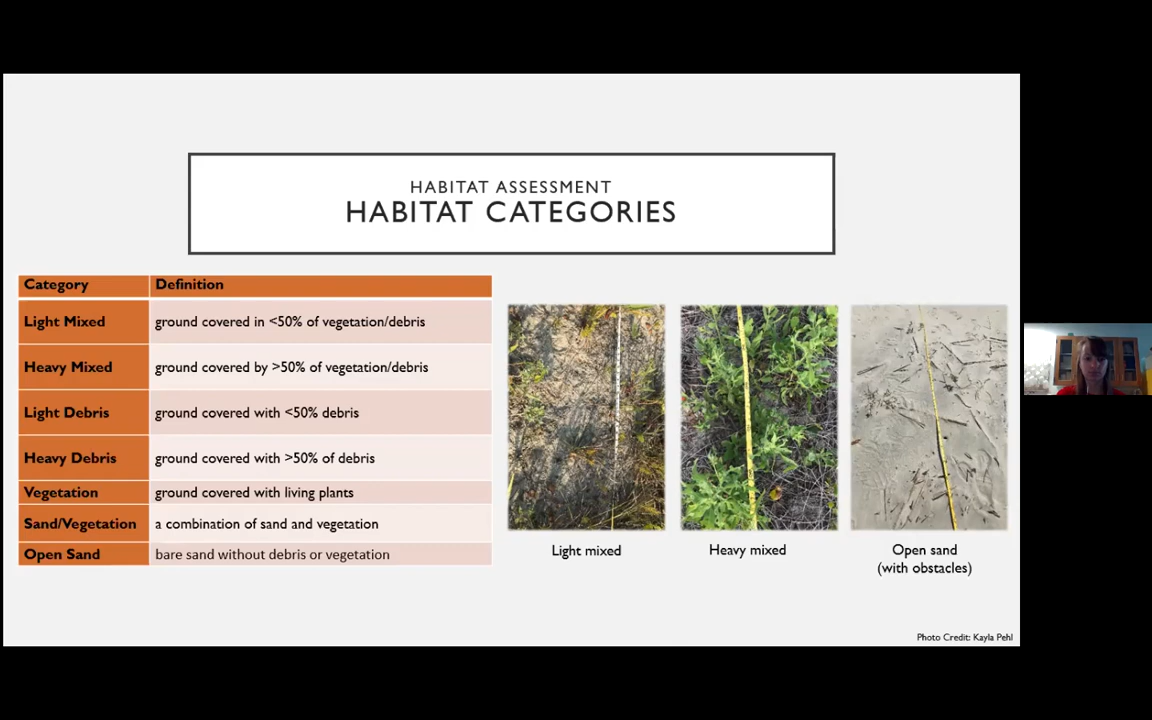 HABITAT ASSESSMENT
HABITAT CATEGORIES
Category Definition
Light Mixed ground covered in <50% of vegetation/debris
Heavy Mixed ground covered by >50% of vegetation/debris
Light Debris ground covered with <50% debris
Heavy Debris ground covered with >50% of debris
Vegetation ground covered with living plants
Sand/Vegetation a combination of sand and vegetation
Open Sand bare sand without debris or vegetation
Light mixed
Heavy mixed
Open sand
(with obstacles)
Photo Credit: Kayla Pehl